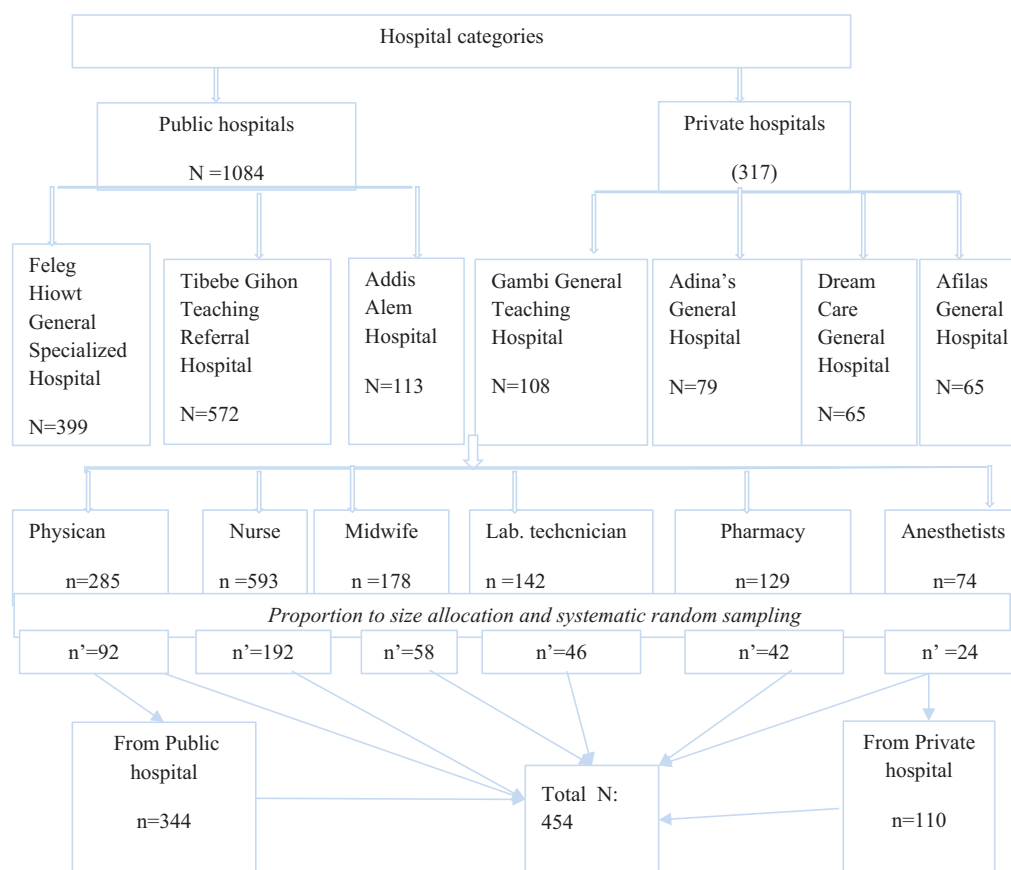 Hospital categories
Public hospitals
N =1084
Private hospitals
(317)
Feleg
Hiowt
General
Specialized
Hospital
N=399
Tibebe Gihon
Teaching
Referral
Hospital
N=572
Addis
Alem
Hospital
N=113
Gambi General
Teaching
Hospital
N=108
Adina’s
General
Hospital
N=79
Dream
Care
General
Hospital
N=65
Afilas
General
Hospital
N=65
Physican
n=285
Nurse
n =593
Midwife
n =178
Lab. techcnician
n =142
Pharmacy
n=129
Anesthetists
n=74
Proportion to size allocation and systematic random sampling
n’=92
n’=192
n’=58
n’=46
n’=42
n’ =24
From Public
hospital
n=344
Total N:
454
From Private
hospital
n=110